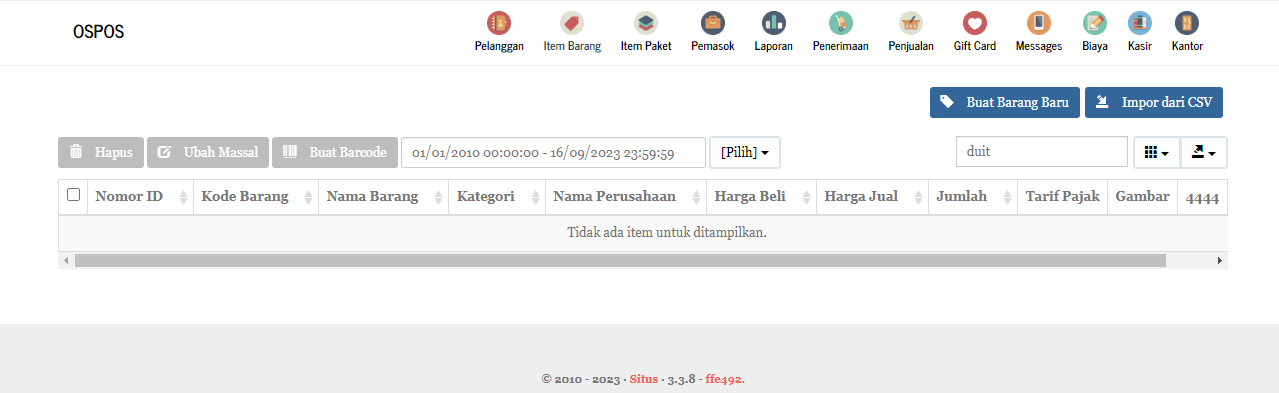 OSPOS
Pelanggan Item Barang Item Paket Pemasok Laporan Penerimaan Penjualan Gift Card Messages Biaya Kasir Kantor
Buat Barang Baru Impor dari CSV
Hapus Ubah Massal Buat Barcode 01/01/2010 00:00:00 - 16/09/2023 23:59:59 [Pilih] duit
Nomor ID Kode Barang Nama Barang Kategori Nama Perusahaan Harga Beli Harga Jual Jumlah Tarif Pajak Gambar 4444
Tidak ada item untuk ditampilkan.
© 2010 - 2023 · Situs · 3.3.8 - ffe492.